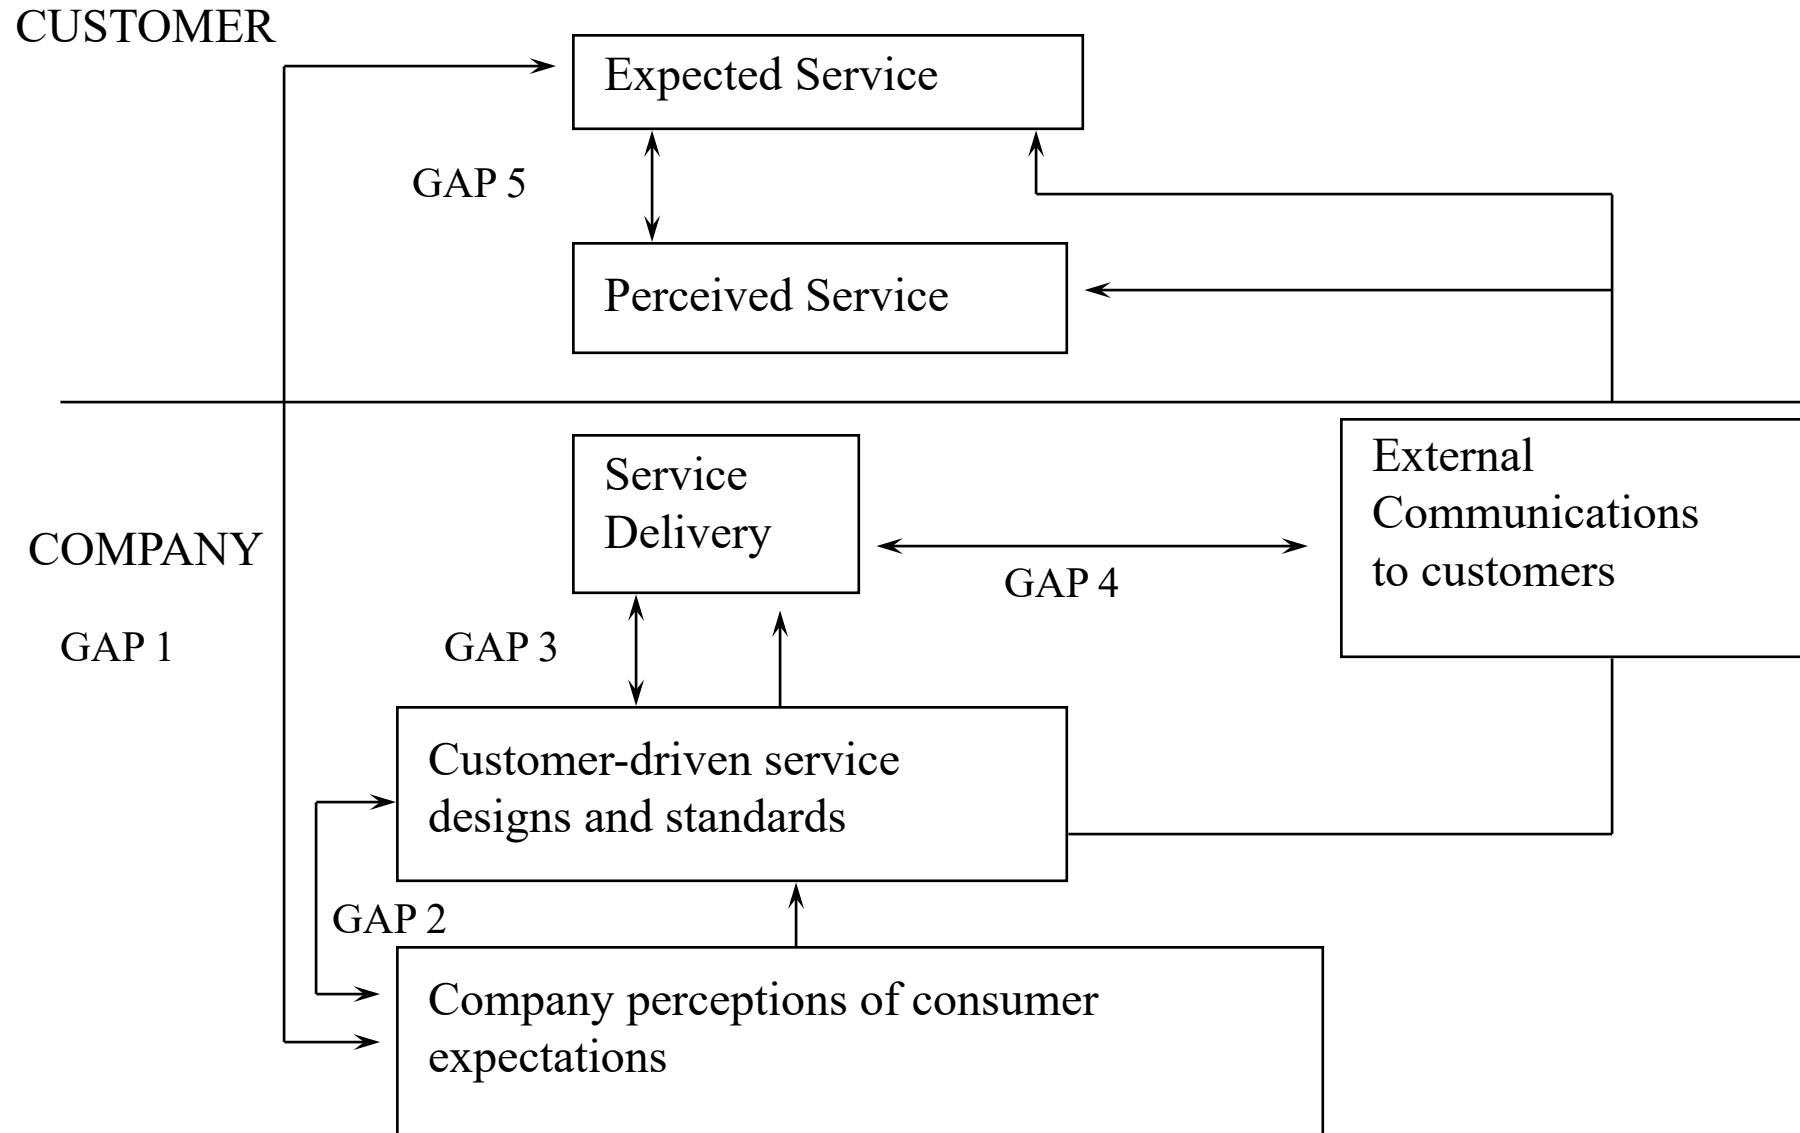 CUSTOMER
Expected Service
GAP 5
Perceived Service
Service
Delivery
External
Communications
to customers
COMPANY
GAP 4
GAP 1
GAP 3
Customer-driven service
designs and standards
GAP 2
Company perceptions of consumer
expectations